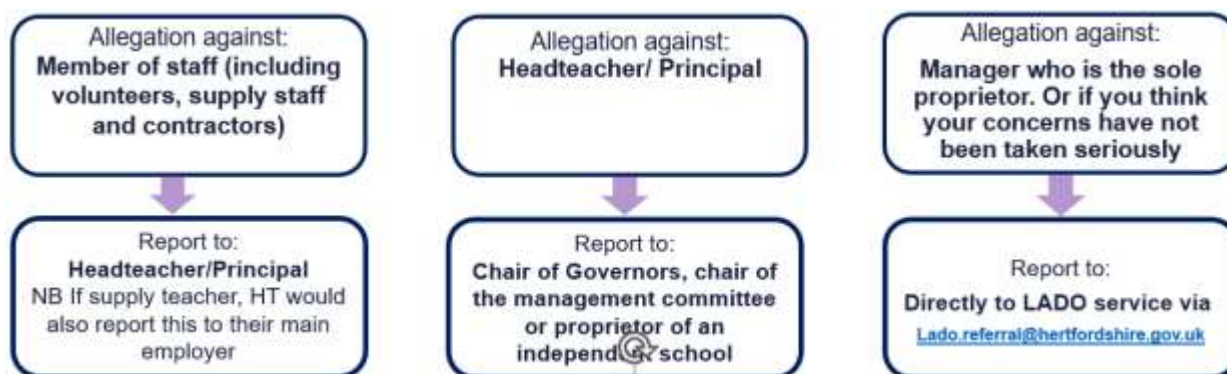 Allegation against:
Member of staff (including
volunteers, supply staff
and contractors)
Report to:
Headteacher/Principal
NB If supply teacher, HT would
also report this to their main
employer
Allegation against:
Headteacher/ Principal
Report to:
Chair of Governors, chair of
the management committee
or proprietor of an
school
Allegation against:
Manager who is the sole
proprietor. Or if you think
your concerns have not
been taken seriously
Report to:
Directly to LADO service via
Lado.referral@hertfordshire.gov.uk